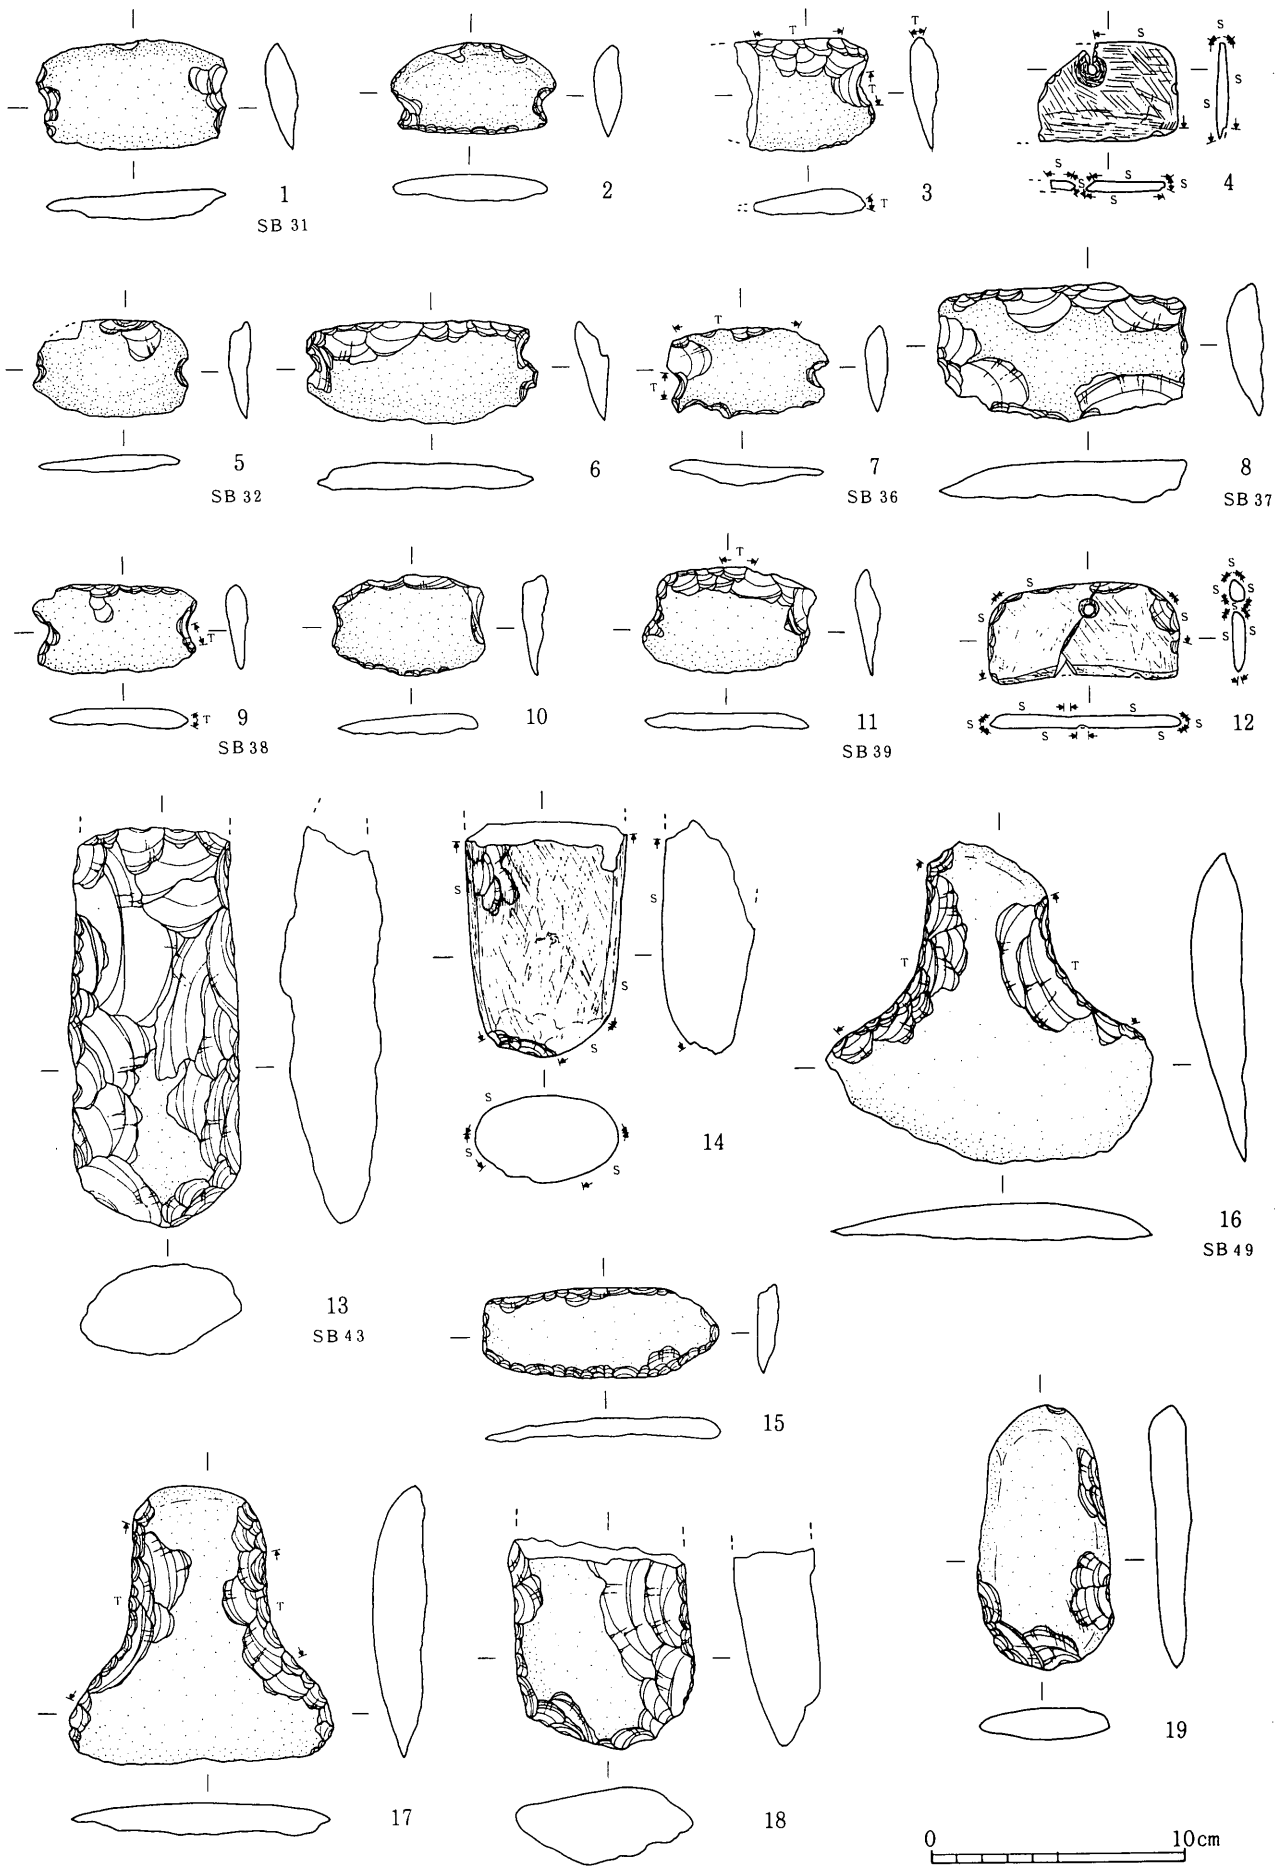 T T S S
T S S
S
T S S S
1 2 3 4
SB 31
T
T
5 6 7 8
SB 32 SB 36 SB 37
T S S S S
T S S S
T S S S S
9 10 11 12
SB 38 SB 39
S S
S
T T
S
S
S S
S
14
16
SB 49
13
SB 43
15
T T
19
17 18
0 10cm